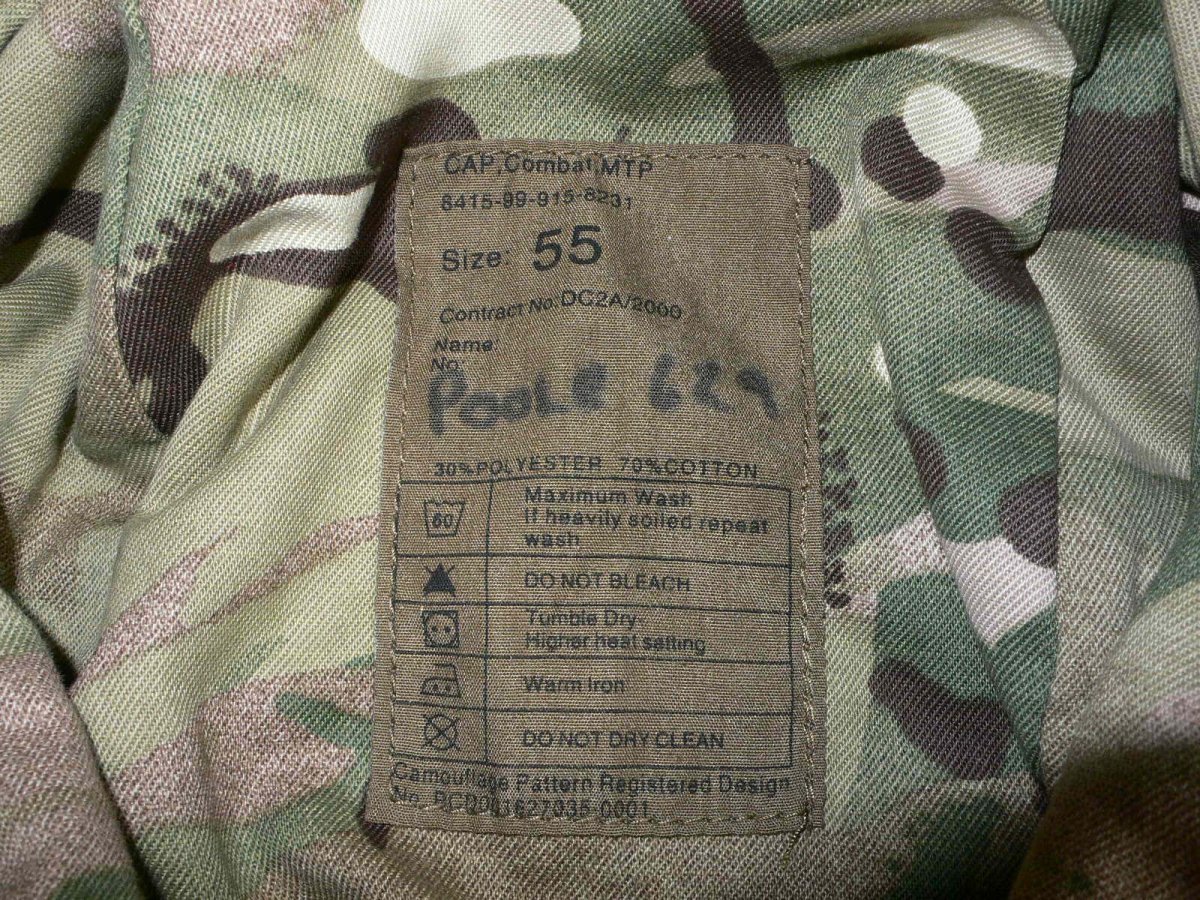 CAP,Combat,MTP
8415-99-915-8231
Size: 55
Contract No: DC2A/2000
Name:
No.
POOLE 629
30%POLYESTER 70%COTTON
60
Maximum Wash
If heavily soiled repeat
wash
DO NOT BLEACH
Tumble Dry
Higher heat setting
Warm Iron
DO NOT DRY CLEAN
Camouflage Pattern Registered Design
No.